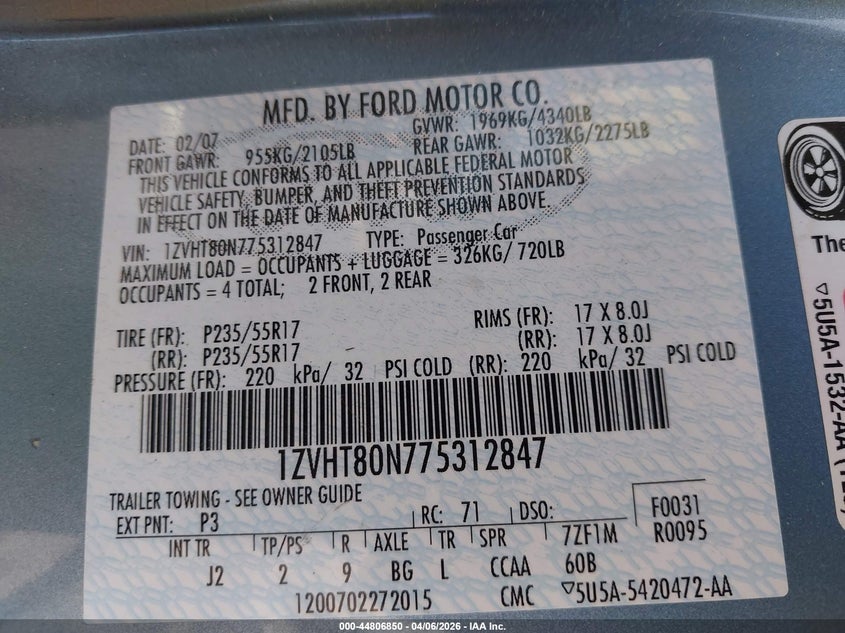 MFD. BY FORD MOTOR CO.
DATE: 02/07 GVWR: 1969KG/4340LB
FRONT GAWR: 955KG/2105LB REAR GAWR: 1032KG/2275LB
THIS VEHICLE CONFORMS TO ALL APPLICABLE FEDERAL MOTOR
VEHICLE SAFETY, BUMPER, AND THEFT PREVENTION STANDARDS
IN EFFECT ON THE DATE OF MANUFACTURE SHOWN ABOVE.
VIN: 1ZVHT80N775312847 TYPE: Passenger Car
MAXIMUM LOAD = OCCUPANTS + LUGGAGE = 326KG/ 720LB
OCCUPANTS = 4 TOTAL; 2 FRONT, 2 REAR
TIRE (FR): P235/55R17 RIMS (FR): 17 X 8.0J
(RR): P235/55R17 (RR): 17 X 8.0J
PRESSURE (FR): 220 kPa/ 32 PSI COLD (RR): 220 kPa/ 32 PSI COLD
1ZVHT80N775312847
TRAILER TOWING - SEE OWNER GUIDE
EXT PNT: P3 RC: 71 DSO: F0031
INT TR TP/PS R AXLE TR SPR 7ZF1M R0095
J2 2 9 BG L CCAA 60B
1200702272015 CMC ▽5U5A-5420472-AA
The
▽5U5A-1532-AA
000-44806850 - 04/06/2026 - IAA Inc.